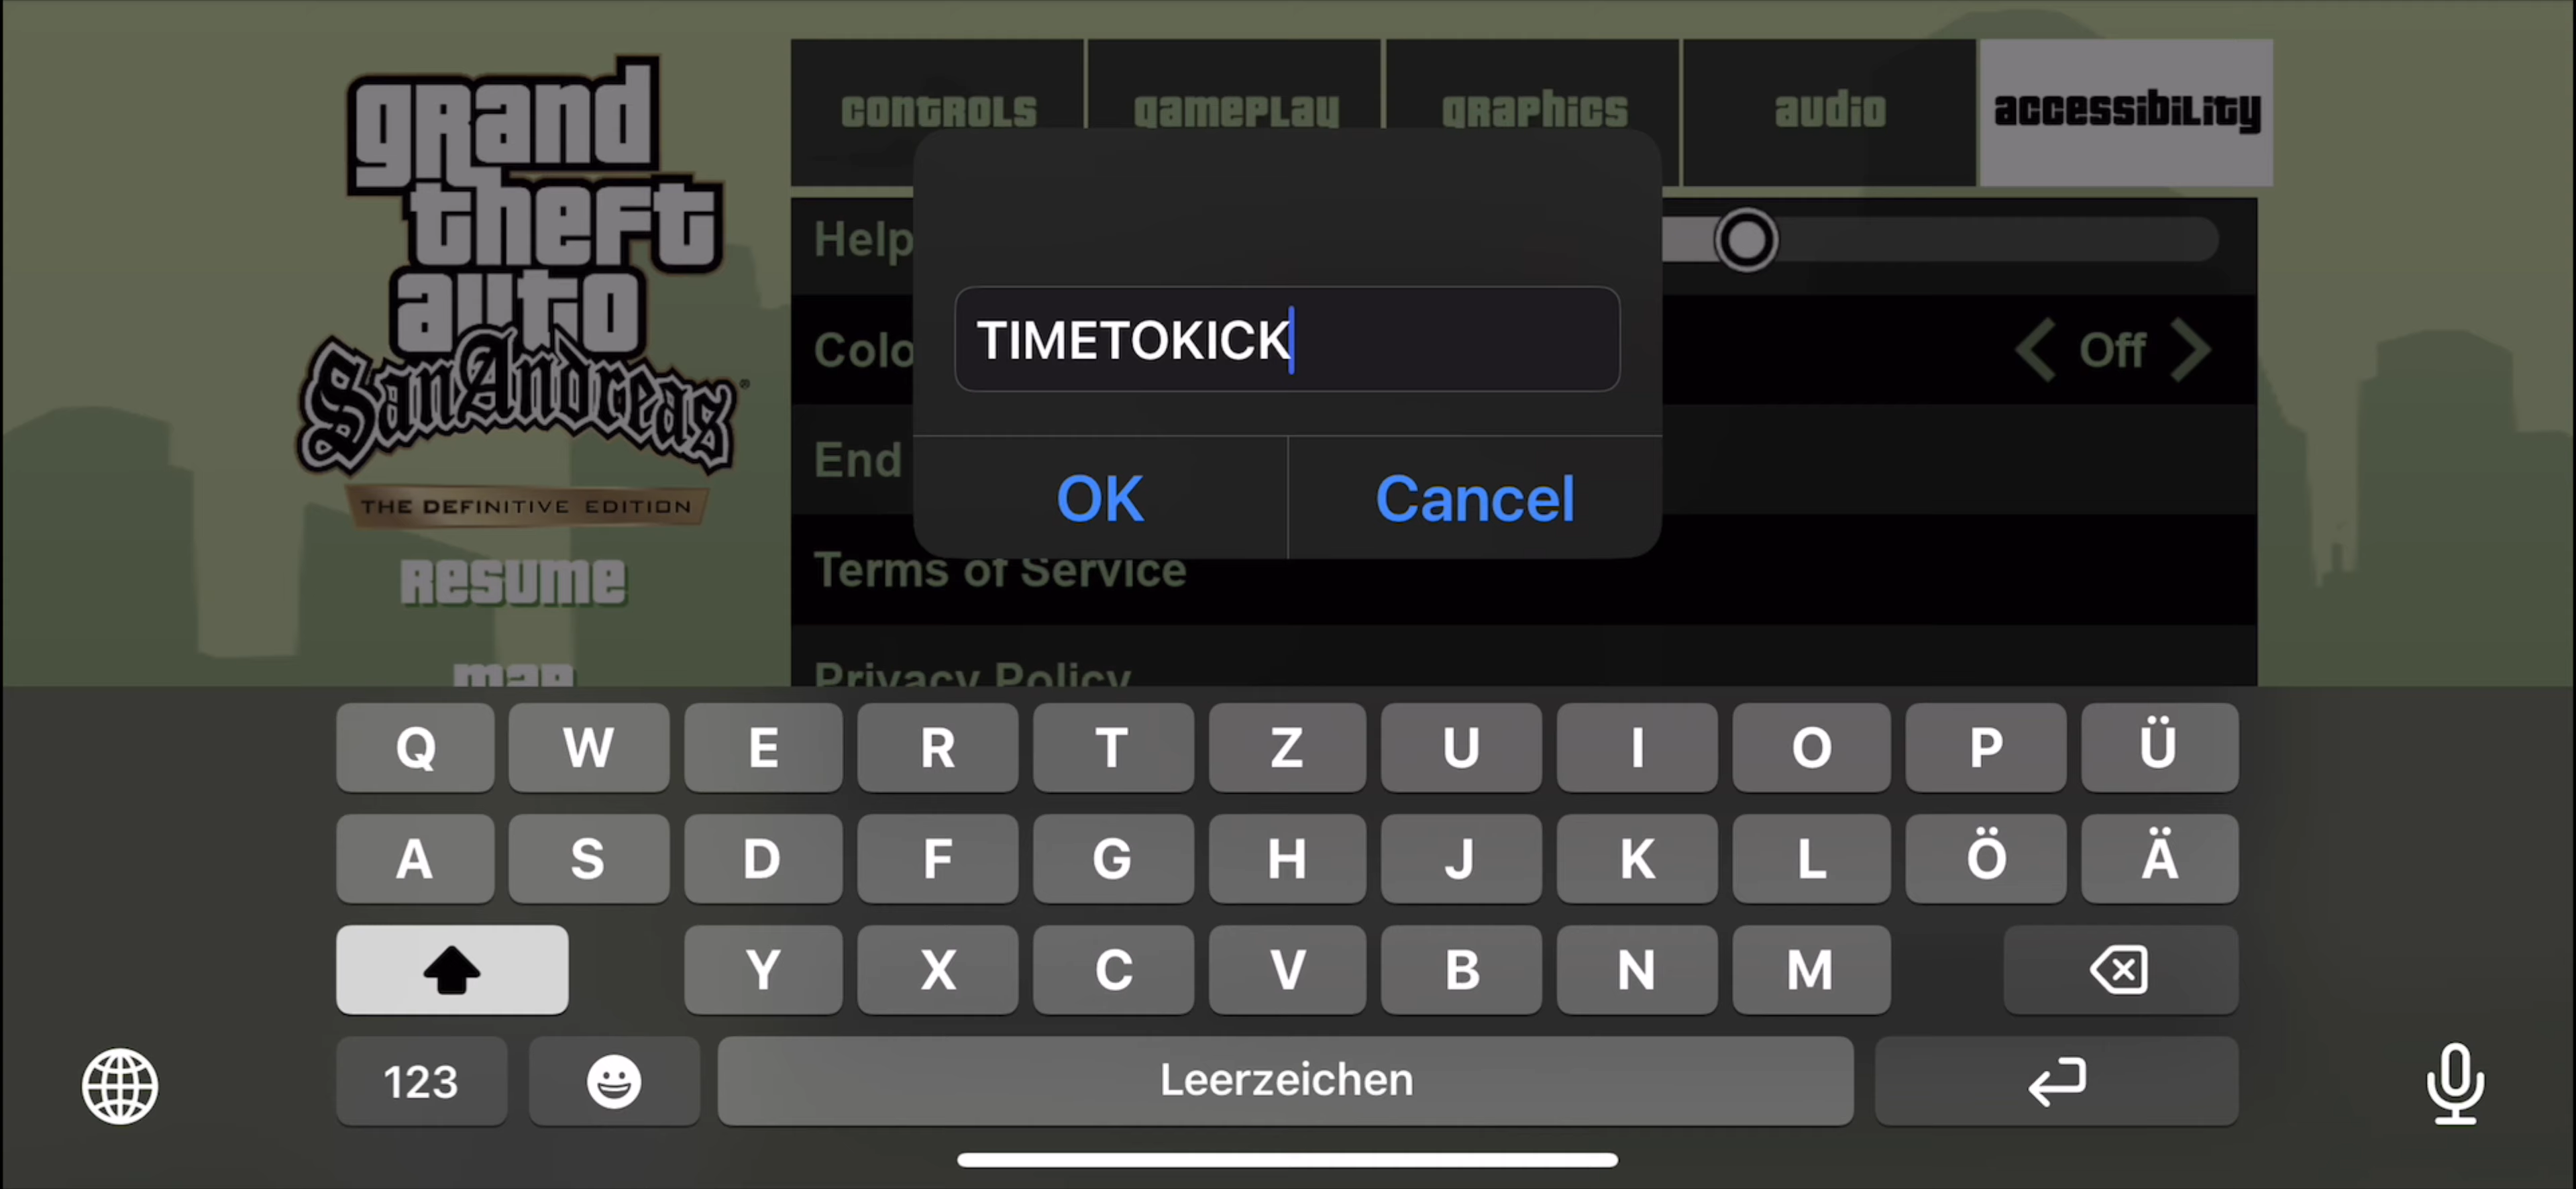 grand
theft
auto
San Andreas®
THE DEFINITIVE EDITION
RESUME
map
CONTROLS gameplay graphics audio accessibility
Help
Colo
Off
End
Terms of Service
Privacy Policy
TIMETOKICK
OK Cancel
Q W E R T Z U I O P Ü
A S D F G H J K L Ö Ä
Y X C V B N M
123 Leerzeichen